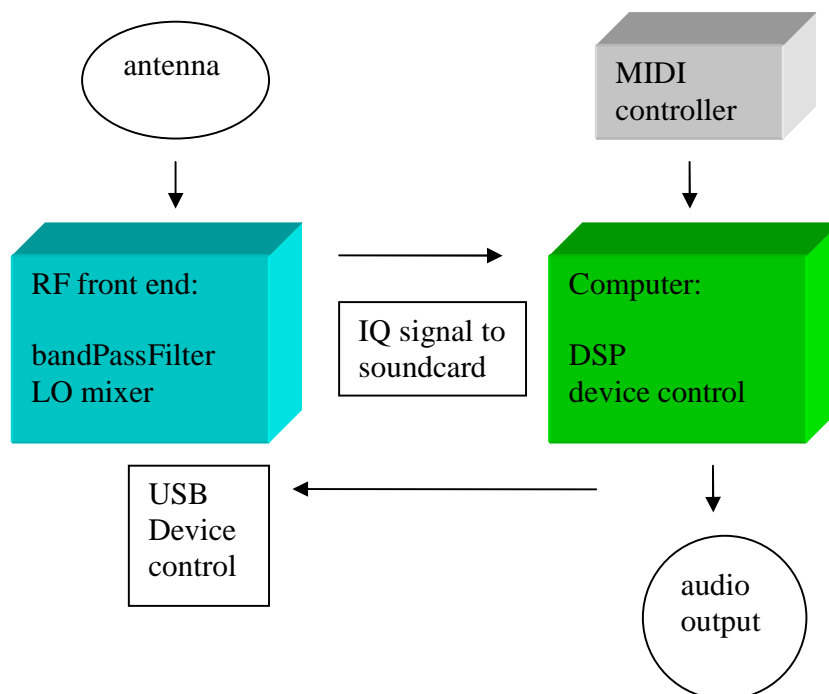 antenna
MIDI
controller
RF front end:
bandPassFilter
LO mixer
IQ signal to
soundcard
Computer:
DSP
device control
USB
Device
control
audio
output